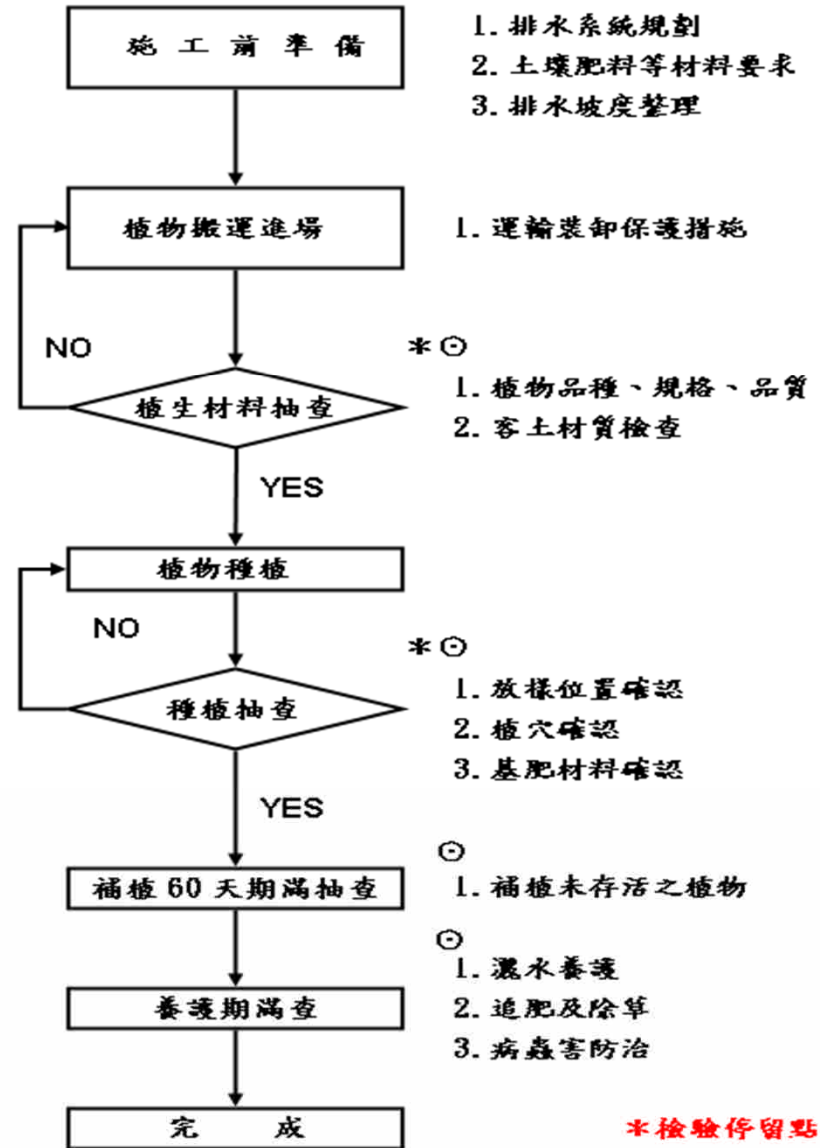 施工前準備
1. 排水系統規劃
2. 土壤肥料等材料要求
3. 排水坡度整理
植物搬運進場
1. 運輸裝卸保護措施
NO
*⊙
植生材料抽查
1. 植物品種、規格、品質
2. 客土材質檢查
YES
植物種植
NO
*⊙
種植抽查
1. 放樣位置確認
2. 植穴確認
3. 基肥材料確認
YES
⊙
補植 60 天期滿抽查
1. 補植未存活之植物
⊙
1. 灑水養護
養護期滿查
2. 追肥及除草
3. 病蟲害防治
完成
*檢驗停留點